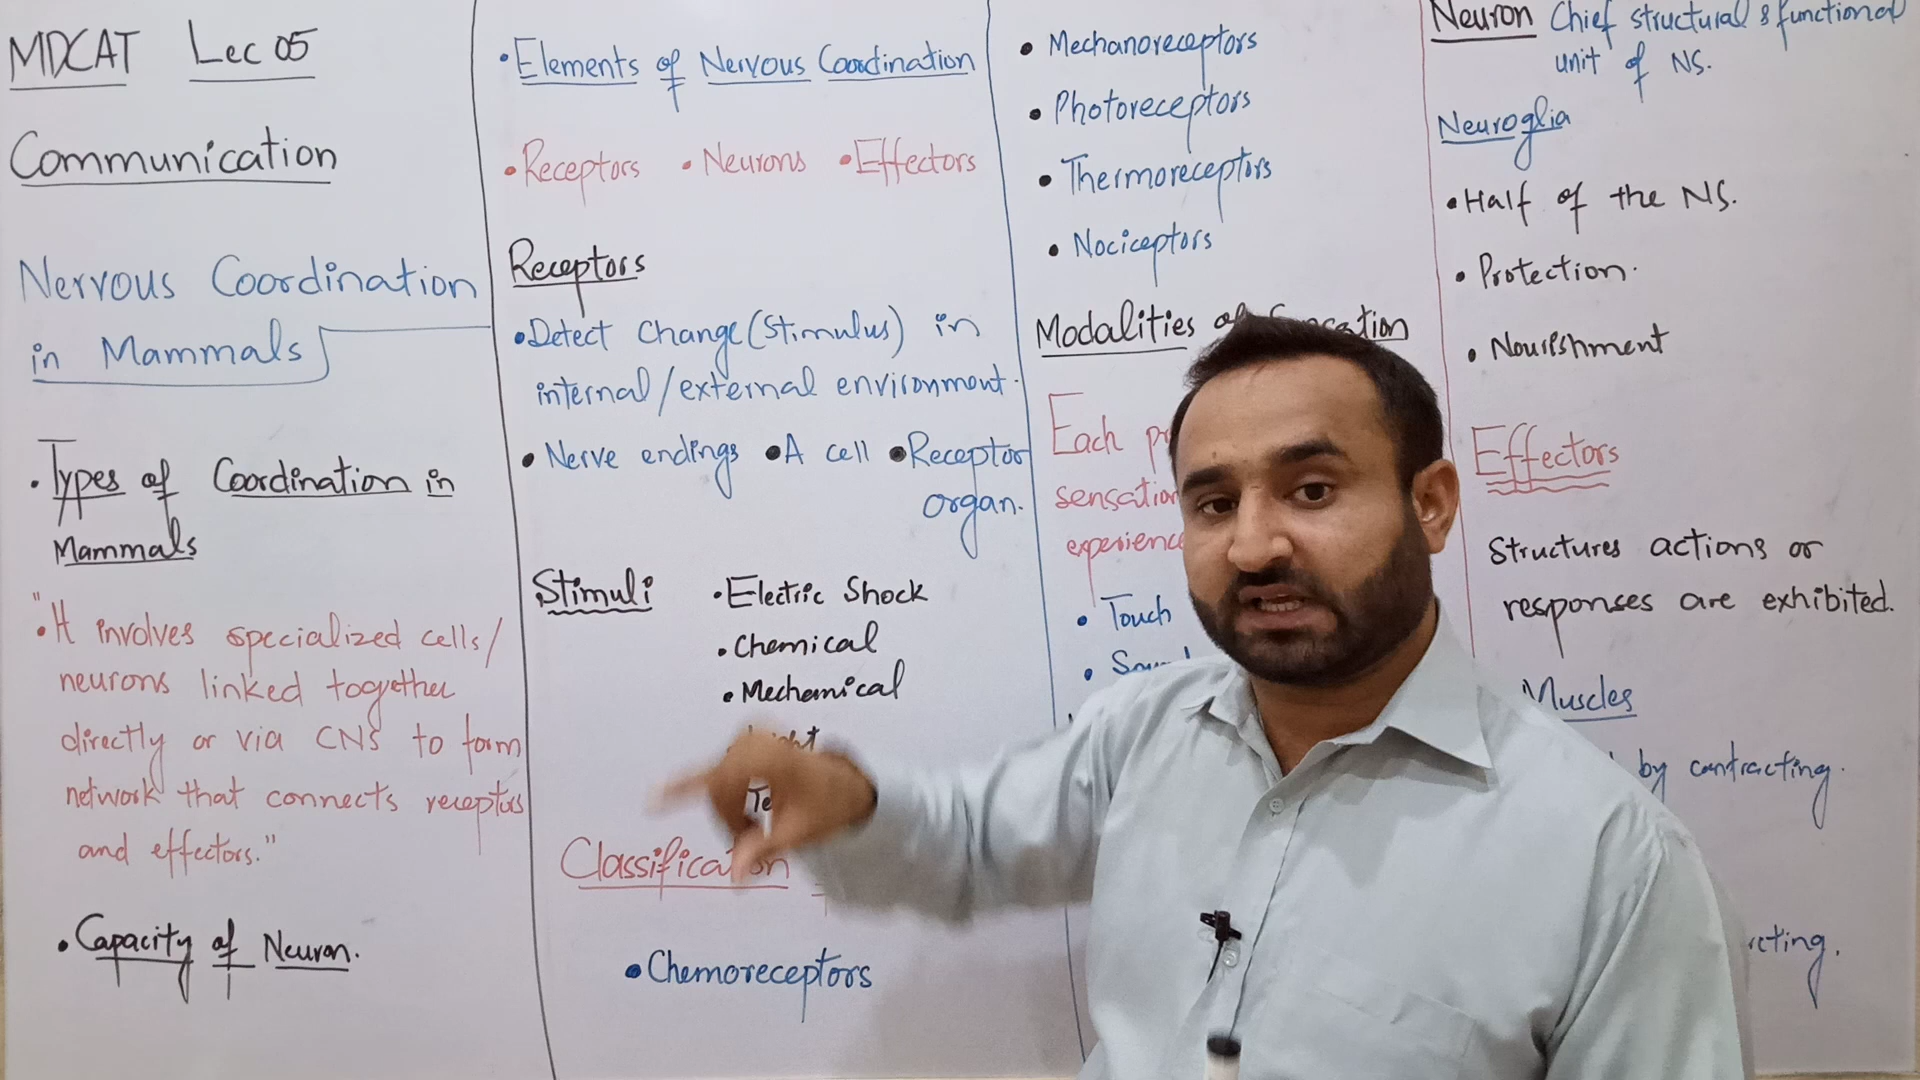 MDCAT Lec 05
Communication
Nervous Coordination
in Mammals
• Types of Coordination in
Mammals
"• It involves specialized cells/
neurons linked together
directly or via CNS to form
network that connects receptors
and effectors."
• Capacity of Neuron.
• Elements of Nervous Coordination
• Receptors • Neurons • Effectors
Receptors
• Detect Change (Stimulus) in
internal/external environment.
• Nerve endings • A cell • Receptor
organ.
Stimuli • Electric Shock
• Chemical
• Mechemical
Classification
• Chemoreceptors
• Mechanoreceptors
• Photoreceptors
• Thermoreceptors
• Nociceptors
Modalities of
Each
sensation
experience
• Touch
Neuron Chief structural & functional
unit of NS.
Neuroglia
• Half of the NS.
• Protection.
• Nourishment
Effectors
Structures actions or
responses are exhibited.
Muscles
by contracting.